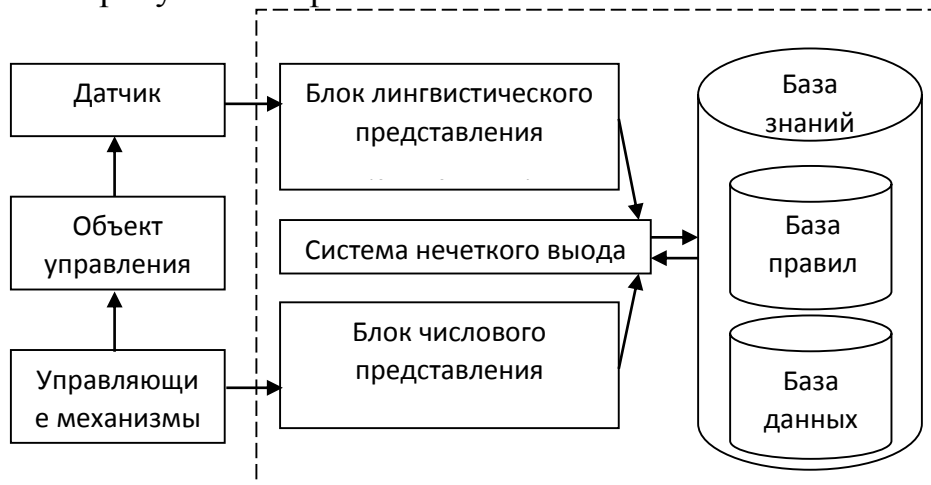 Датчик
Объект
управления
Управляющи
е механизмы
Блок лингвистического
представления
Система нечеткого выода
Блок числового
представления
База
знаний
База
правил
База
данных